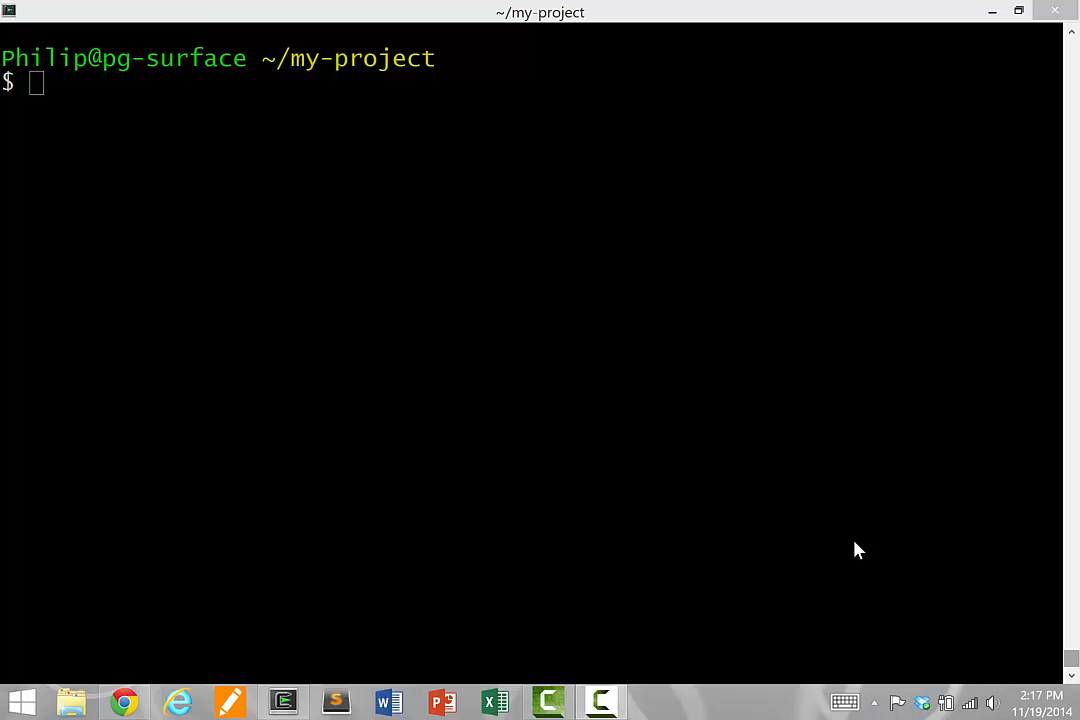 ~/my-project
Philip@pg-surface ~/my-project
$
2:17 PM
11/19/2014